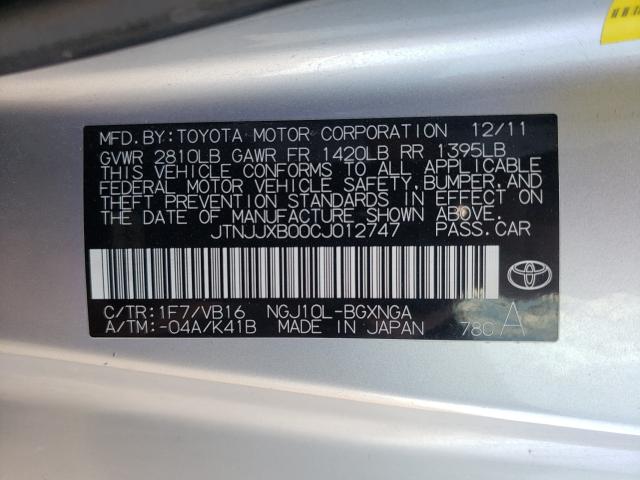 MFD. BY: TOYOTA MOTOR CORPORATION 12/11
GVWR 2810LB GAWR FR 1420LB RR 1395LB
THIS VEHICLE CONFORMS TO ALL APPLICABLE
FEDERAL MOTOR VEHICLE SAFETY, BUMPER, AND
THEFT PREVENTION STANDARDS IN EFFECT ON
THE DATE OF MANUFACTURE SHOWN ABOVE.
JTNJJXB00CJ012747 PASS. CAR
C/TR: 1F7/VB16 NGJ10L-BGXNGA
A/TM: -04A/K41B MADE IN JAPAN 780 A